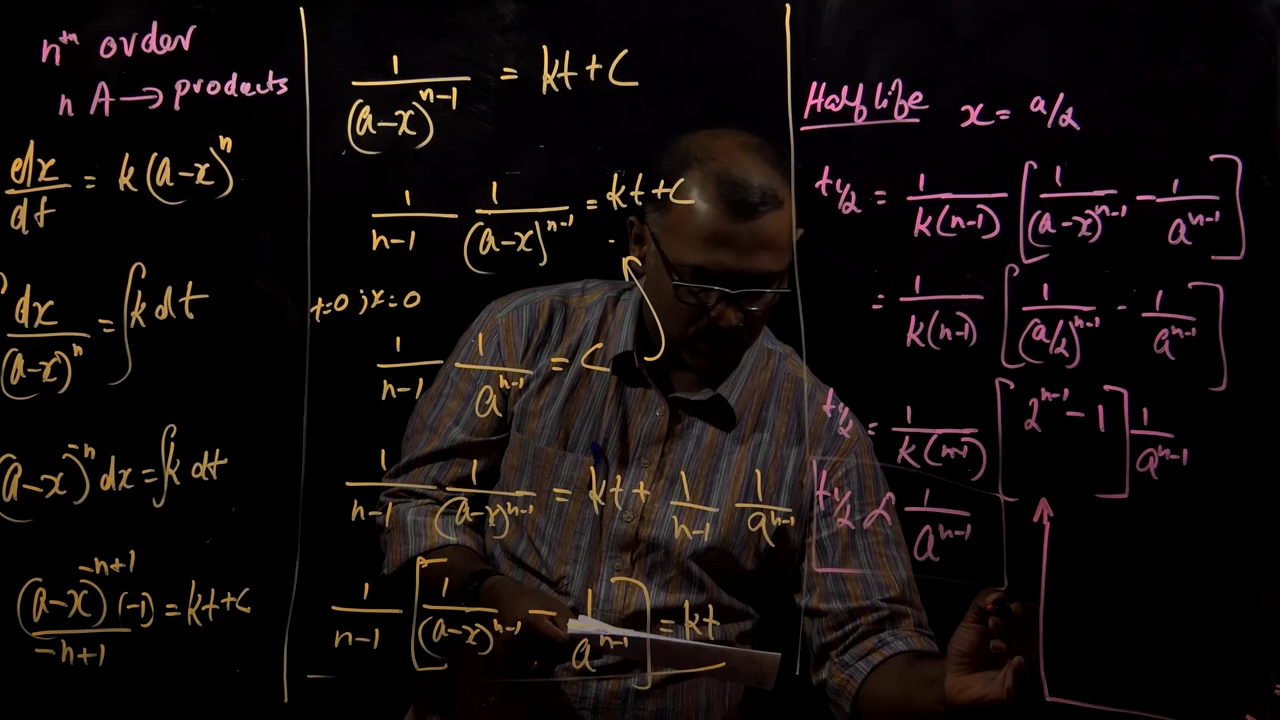 nth order
n A → products
dx/dt = k(a-x)^n
dx/(a-x)^n = ∫k dt
(a-x)^-n dx = ∫k dt
(a-x)^-n+1 (-1) / -n+1 = kt+c
1/(a-x)^n-1 = kt+c
1/n-1 1/(a-x)^n-1 = kt+c
t=0 ; x=0
1/n-1 1/a^n-1 = c
1/n-1 1/(a-x)^n-1 = kt + 1/n-1 1/a^n-1
1/n-1 [1/(a-x)^n-1 - 1/a^n-1] = kt
Half life x = a/2
t½ = 1/k(n-1) [1/(a-x)^n-1 - 1/a^n-1]
= 1/k(n-1) [1/(a/2)^n-1 - 1/a^n-1]
t½ = 1/k(n-1) [2^n-1 - 1] 1/a^n-1
t½ ∝ 1/a^n-1